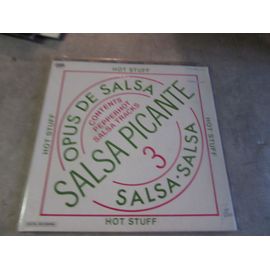 HOT STUFF
OPUS DE SALSA
CONTENTS
PEPPERHOT
SALSA TRACKS
SALSA PICANTE
3
SALSA·SALSA
HOT STUFF
HOT STUFF
HOT STUFF